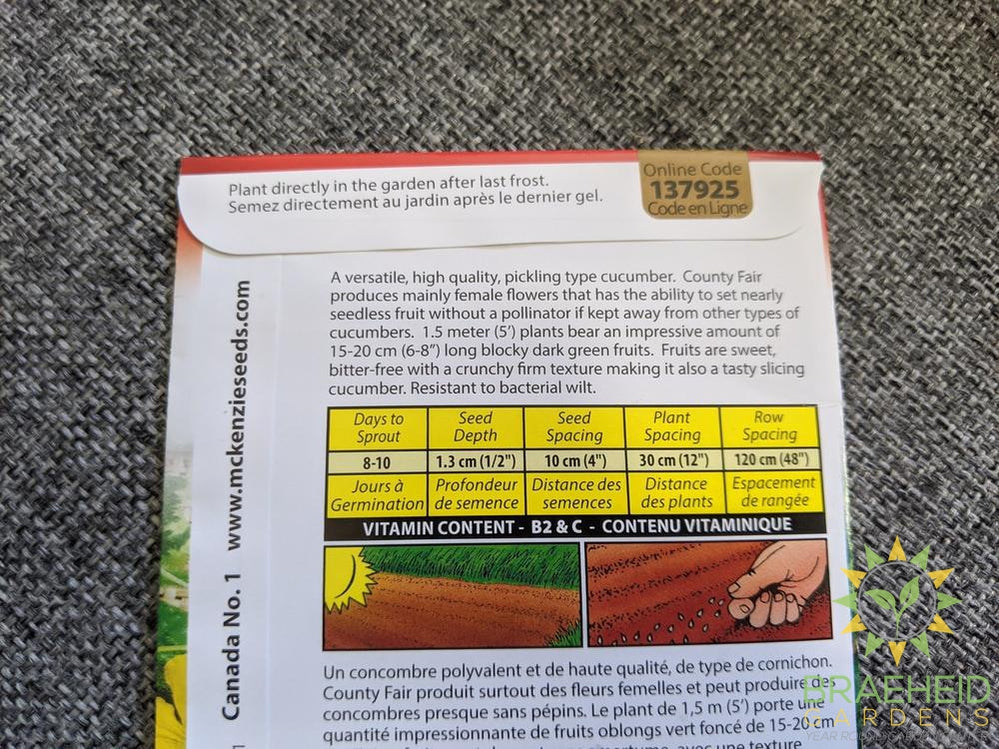 Plant directly in the garden after last frost.
Semez directement au jardin après le dernier gel.
Online Code
137925
Code en Ligne
A versatile, high quality, pickling type cucumber. County Fair
produces mainly female flowers that has the ability to set nearly
seedless fruit without a pollinator if kept away from other types of
cucumbers. 1.5 meter (5') plants bear an impressive amount of
15-20 cm (6-8") long blocky dark green fruits. Fruits are sweet,
bitter-free with a crunchy firm texture making it also a tasty slicing
cucumber. Resistant to bacterial wilt.
Days to Sprout
Seed Depth
Seed Spacing
Plant Spacing
Row Spacing
8-10
1.3 cm (1/2")
10 cm (4")
30 cm (12")
120 cm (48")
Jours à Germination
Profondeur de semence
Distance des semences
Distance des plants
Espacement de rangée
VITAMIN CONTENT - B2 & C - CONTENU VITAMINIQUE
Un concombre polyvalent et de haute qualité, de type de cornichon.
County Fair produit surtout des fleurs femelles et peut produire des
concombres presque sans pépins. Le plant de 1,5 m (5') porte une
quantité impressionnante de fruits oblongs vert foncé de 15-20 cm
avec une texture
Canada No. 1 www.mckenzieseeds.com
BRAEHEID
GARDENS